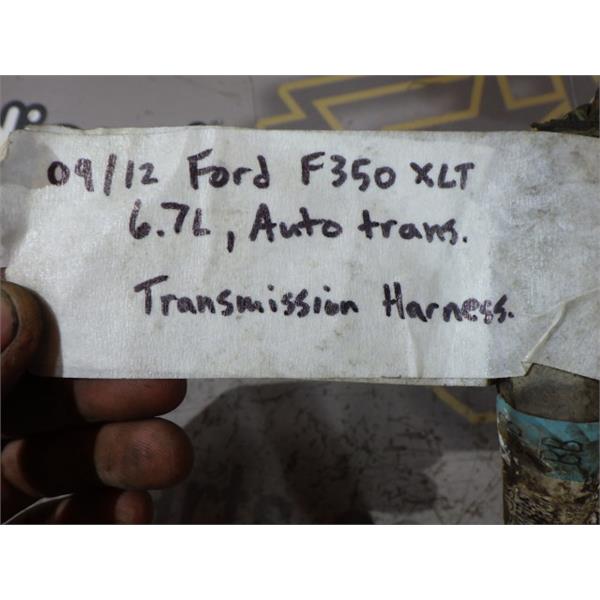 09/12 Ford F350 XLT
6.7L, Auto trans.
Transmission Harness.